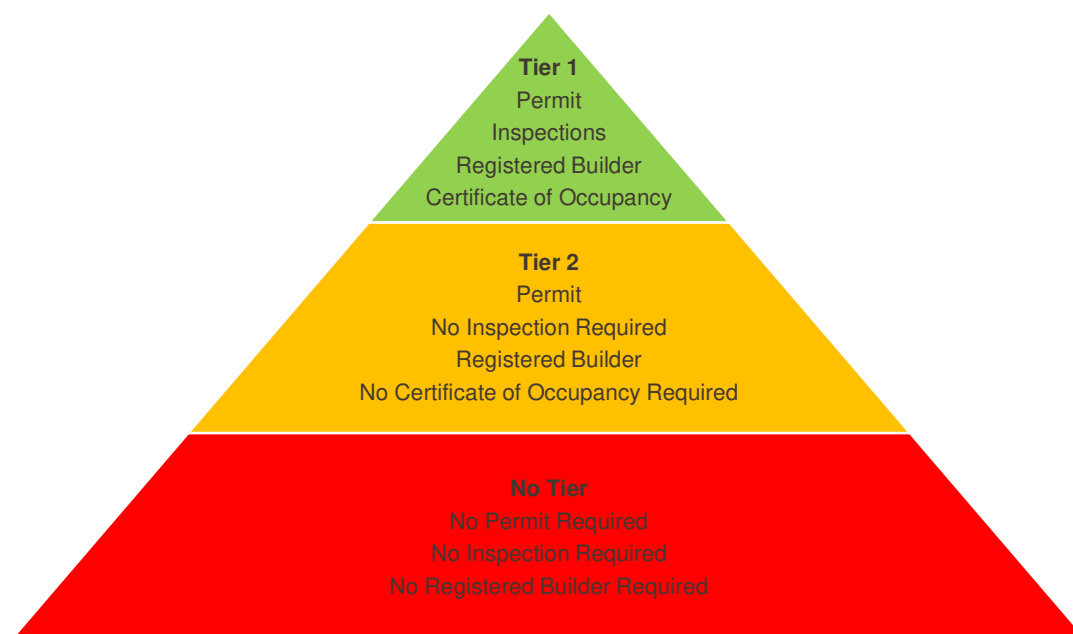 Tier 1
Permit
Inspections
Registered Builder
Certificate of Occupancy
Tier 2
Permit
No Inspection Required
Registered Builder
No Certificate of Occupancy Required
No Tier
No Permit Required
No Inspection Required
No Registered Builder Required